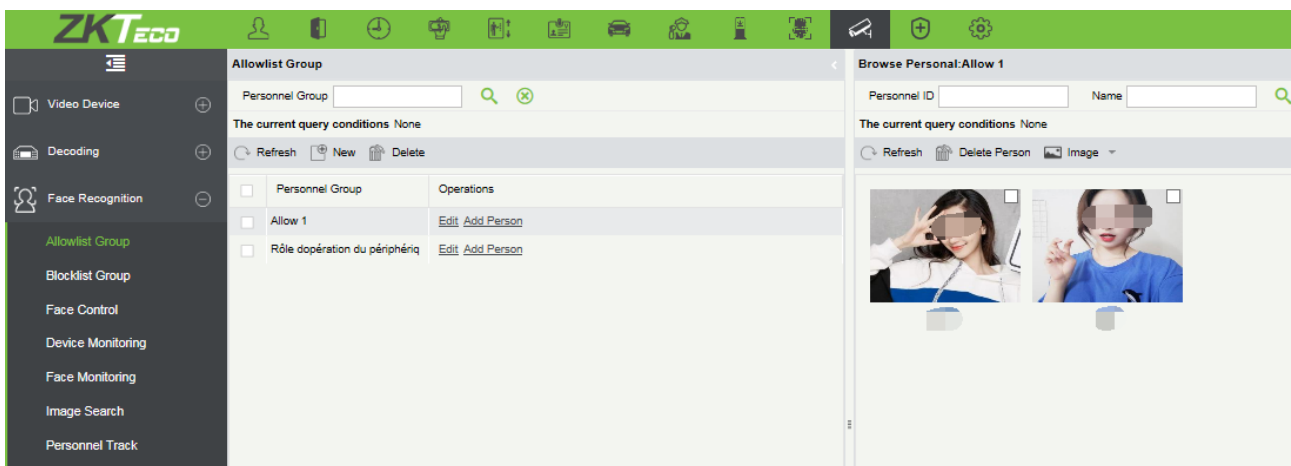 ZKTeco
Allowlist Group
Browse Personal:Allow 1
Video Device
Personnel Group
Personnel ID
Name
The current query conditions None
The current query conditions None
Decoding
Refresh New Delete
Refresh Delete Person Image
Face Recognition
Personnel Group Operations
Allow 1 Edit Add Person
Rôle dopération du périphériq Edit Add Person
Allowlist Group
Blocklist Group
Face Control
Device Monitoring
Face Monitoring
Image Search
Personnel Track